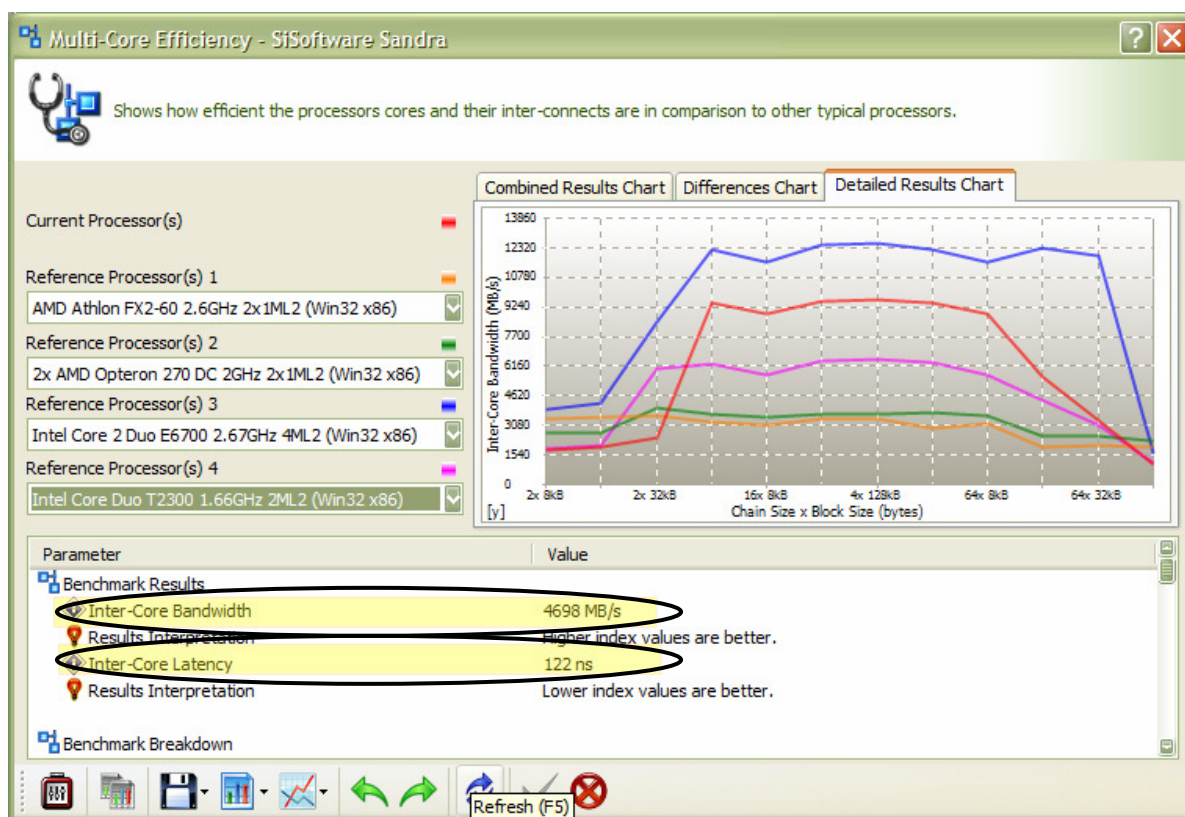 Multi-Core Efficiency - SiSoftware Sandra
?
Shows how efficient the processors cores and their inter-connects are in comparison to other typical processors.
Combined Results Chart
Differences Chart
Detailed Results Chart
Current Processor(s)
Reference Processor(s) 1
AMD Athlon FX2-60 2.6GHz 2x1ML2 (Win32 x86)
Reference Processor(s) 2
2x AMD Opteron 270 DC 2GHz 2x1ML2 (Win32 x86)
Reference Processor(s) 3
Intel Core 2 Duo E6700 2.67GHz 4ML2 (Win32 x86)
Reference Processor(s) 4
Intel Core Duo T2300 1.66GHz 2ML2 (Win32 x86)
Inter-Core Bandwidth (MB/s)
13860
12320
10780
9240
7700
6160
4620
3080
1540
0
2x 8kB 2x 32kB 16x 8kB 4x 128kB 64x 8kB 64x 32kB
[y] Chain Size x Block Size (bytes)
Parameter Value
Benchmark Results
Inter-Core Bandwidth 4698 MB/s
Results Interpretation Higher index values are better.
Inter-Core Latency 122 ns
Results Interpretation Lower index values are better.
Benchmark Breakdown
Refresh (F5)